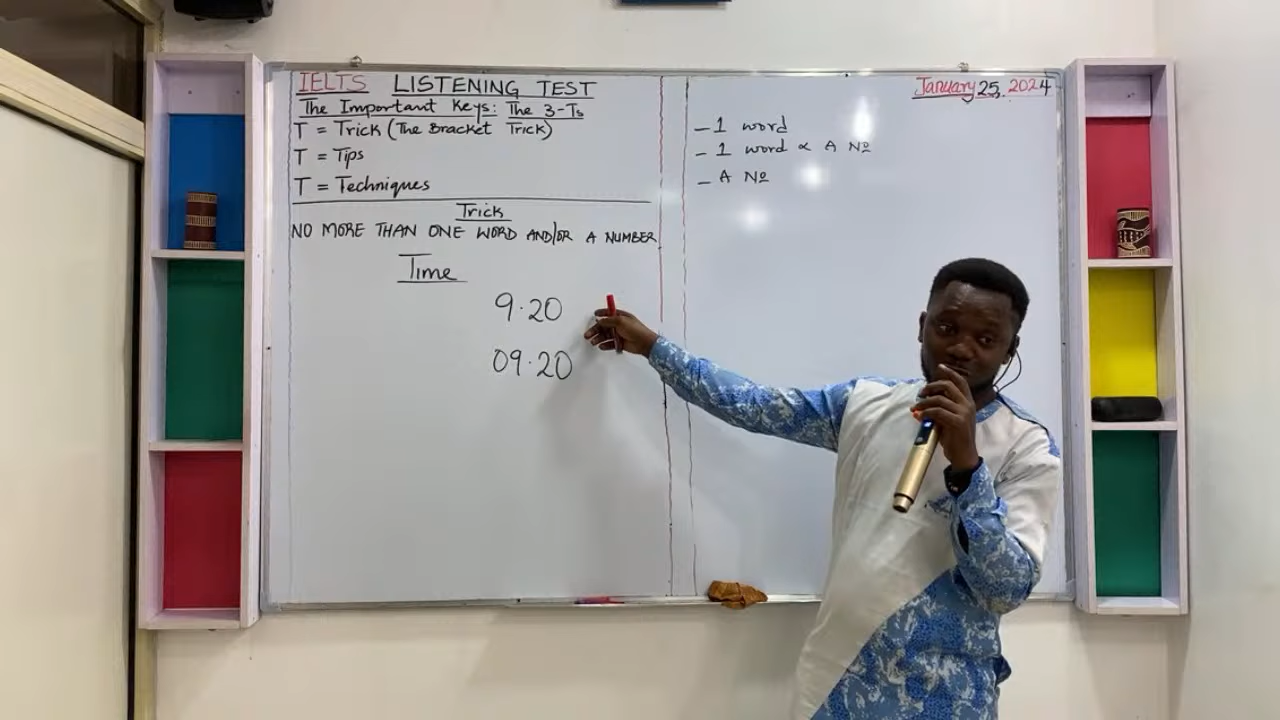 IELTS LISTENING TEST
The Important Keys: The 3-Ts
T = Trick (The Bracket Trick)
T = Tips
T = Techniques
Trick
NO MORE THAN ONE WORD AND/OR A NUMBER
Time
9.20
09.20
January 25, 2024
- 1 word
- 1 word & A Nº
- A Nº